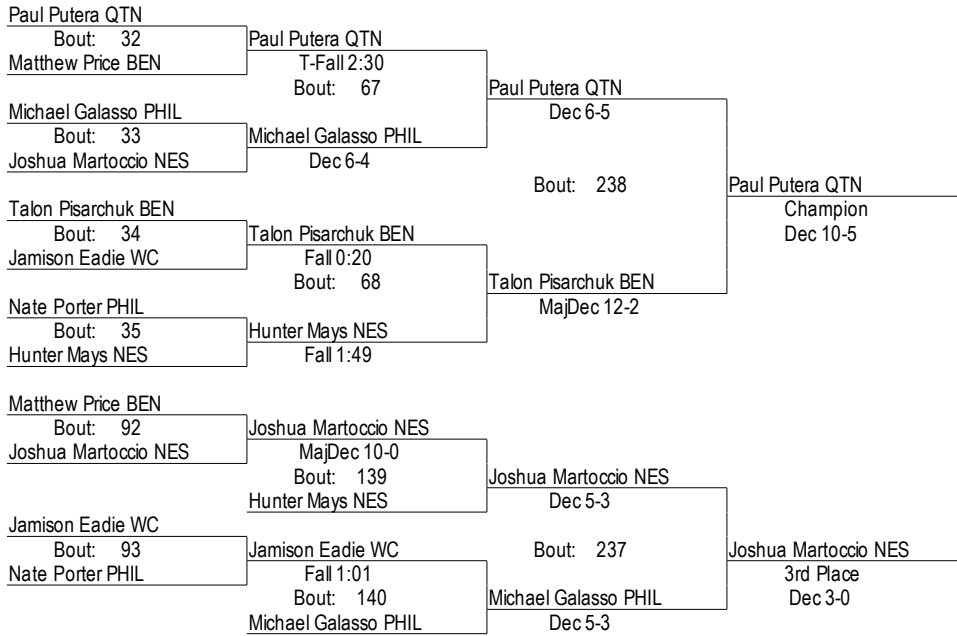 Paul Putera QTN
Bout: 32
Paul Putera QTN
Matthew Price BEN
T-Fall 2:30
Bout: 67
Paul Putera QTN
Michael Galasso PHIL
Dec 6-5
Bout: 33
Michael Galasso PHIL
Joshua Martoccio NES
Dec 6-4
Bout: 238
Paul Putera QTN
Talon Pisarchuk BEN
Champion
Bout: 34
Talon Pisarchuk BEN
Dec 10-5
Jamison Eadie WC
Fall 0:20
Bout: 68
Talon Pisarchuk BEN
Nate Porter PHIL
MajDec 12-2
Bout: 35
Hunter Mays NES
Hunter Mays NES
Fall 1:49
Matthew Price BEN
Bout: 92
Joshua Martoccio NES
Joshua Martoccio NES
MajDec 10-0
Bout: 139
Joshua Martoccio NES
Hunter Mays NES
Dec 5-3
Jamison Eadie WC
Bout: 93
Jamison Eadie WC
Bout: 237
Joshua Martoccio NES
Nate Porter PHIL
Fall 1:01
3rd Place
Bout: 140
Michael Galasso PHIL
Dec 3-0
Michael Galasso PHIL
Dec 5-3